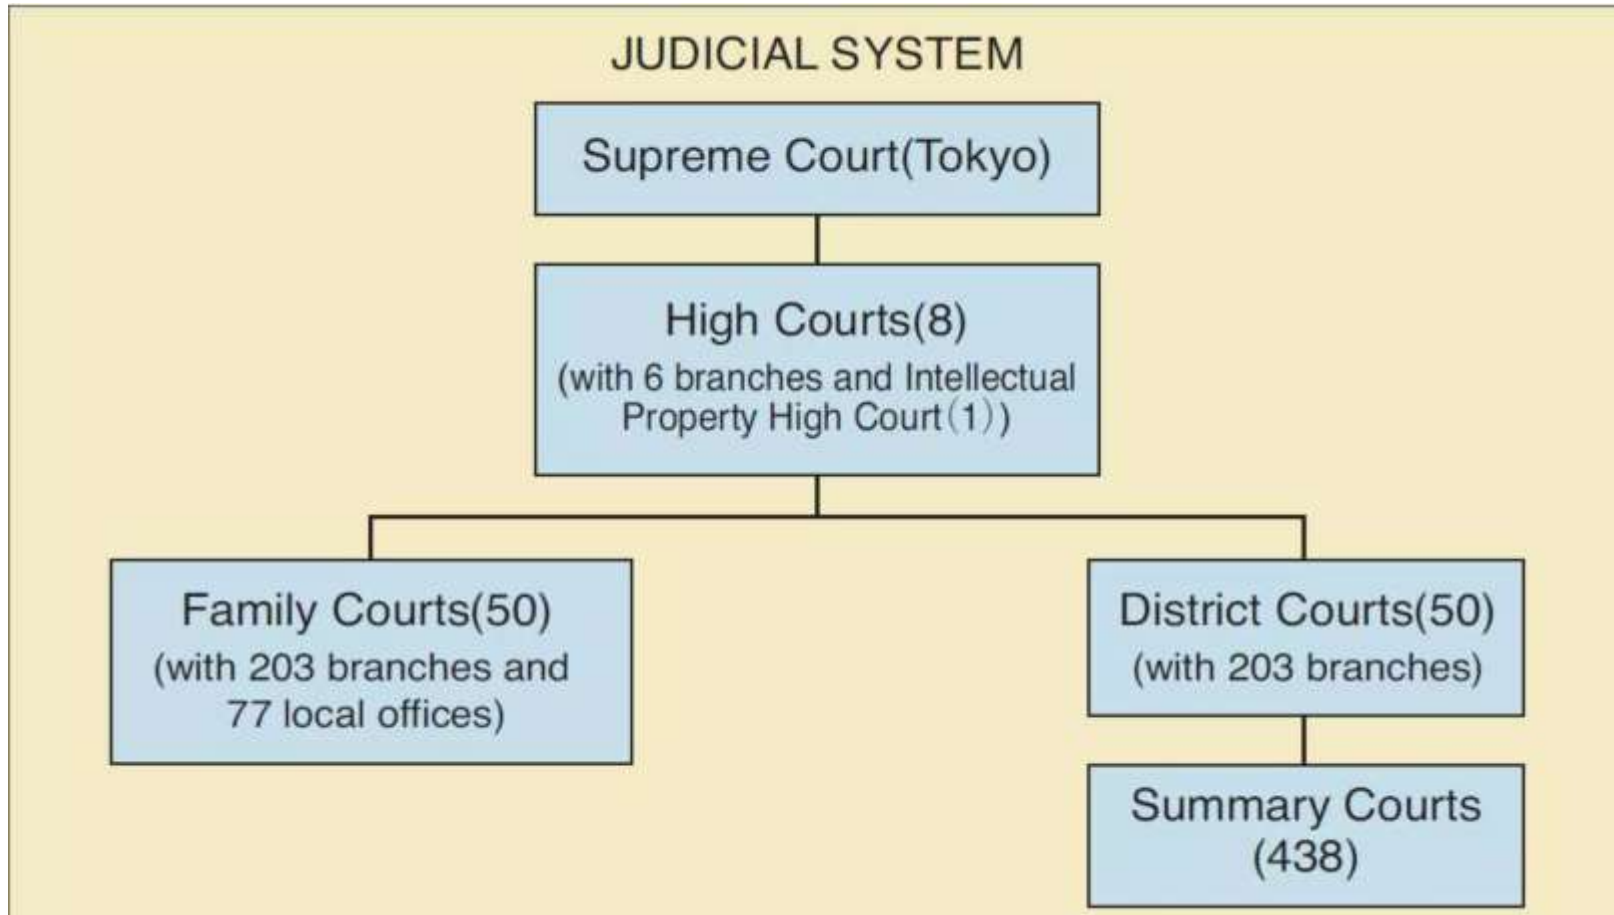 JUDICIAL SYSTEM
Supreme Court(Tokyo)
High Courts(8)
(with 6 branches and Intellectual
Property High Court(1))
Family Courts(50)
(with 203 branches and
77 local offices)
District Courts(50)
(with 203 branches)
Summary Courts
(438)